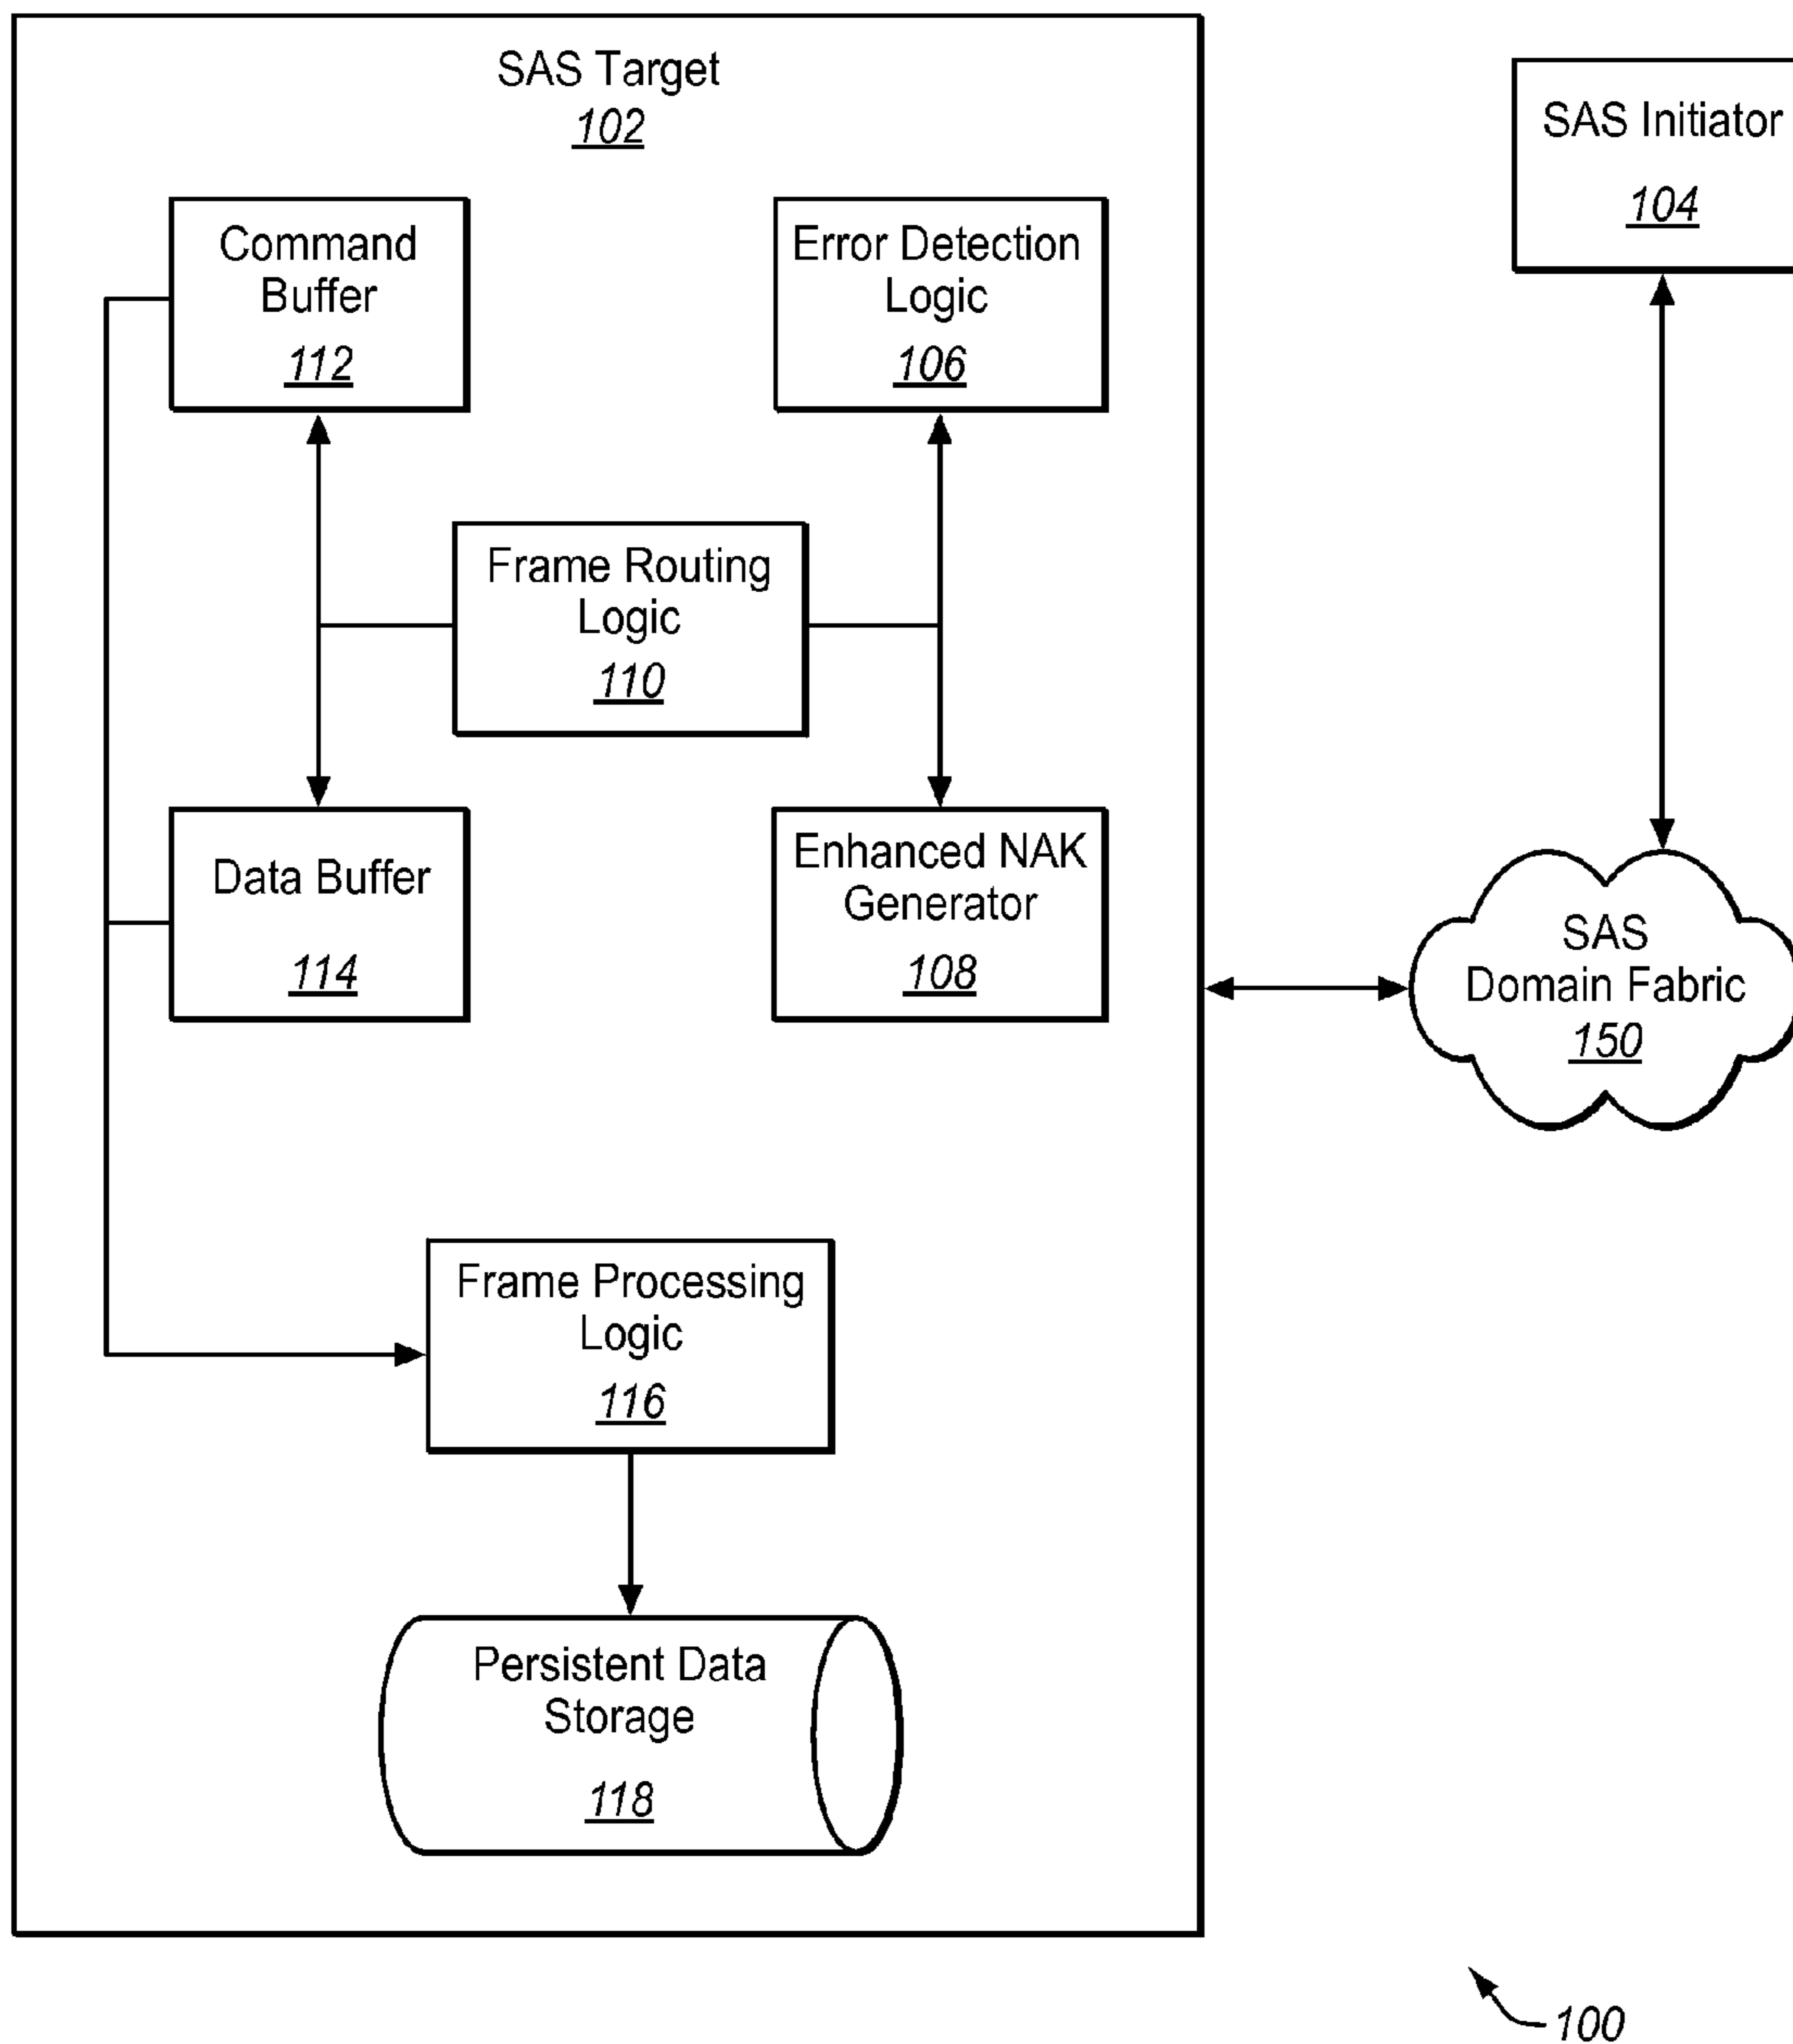 SAS Target
102
SAS Initiator
104
Command
Buffer
112
Error Detection
Logic
106
Frame Routing
Logic
110
Data Buffer
114
Enhanced NAK
Generator
108
SAS
Domain Fabric
150
Frame Processing
Logic
116
Persistent Data
Storage
118
100